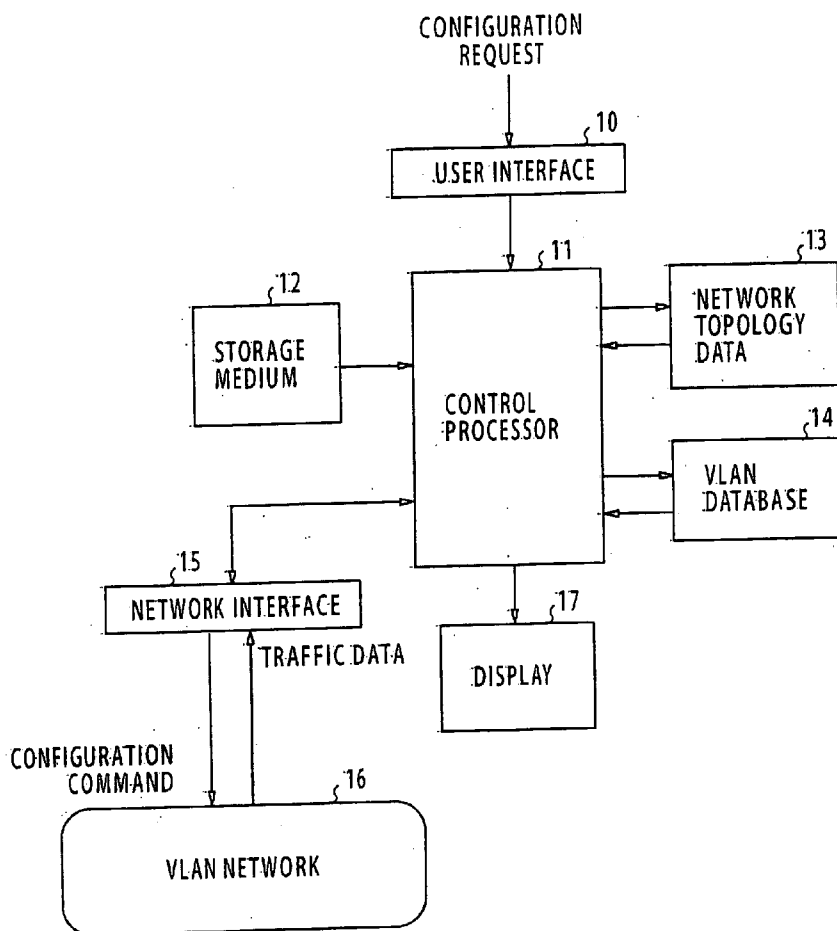 CONFIGURATION
REQUEST
10
USER INTERFACE
11
13
12
NETWORK
TOPOLOGY
DATA
STORAGE
MEDIUM
CONTROL
PROCESSOR
14
VLAN
DATABASE
15
NETWORK INTERFACE
17
TRAFFIC DATA
DISPLAY
CONFIGURATION
COMMAND
16
VLAN NETWORK